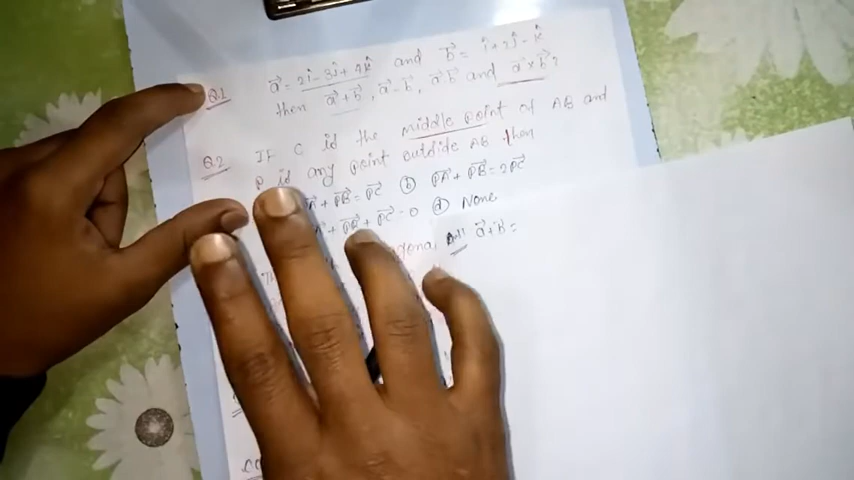 Q1 a⃗ = 2î - 3ĵ + 4k̂ and b⃗ = î + 2ĵ - k̂
then a⃗+b⃗, a⃗-b⃗, a⃗·b⃗ and a⃗×b⃗?
Q2 If C is the middle point of AB and
P is any point outside AB then
PA⃗ + PB⃗ = PC⃗ (b) PA⃗ + PB⃗ = 2PC⃗
+ PB⃗ + PC⃗ = 0 (d) None
a⃗+b⃗ =